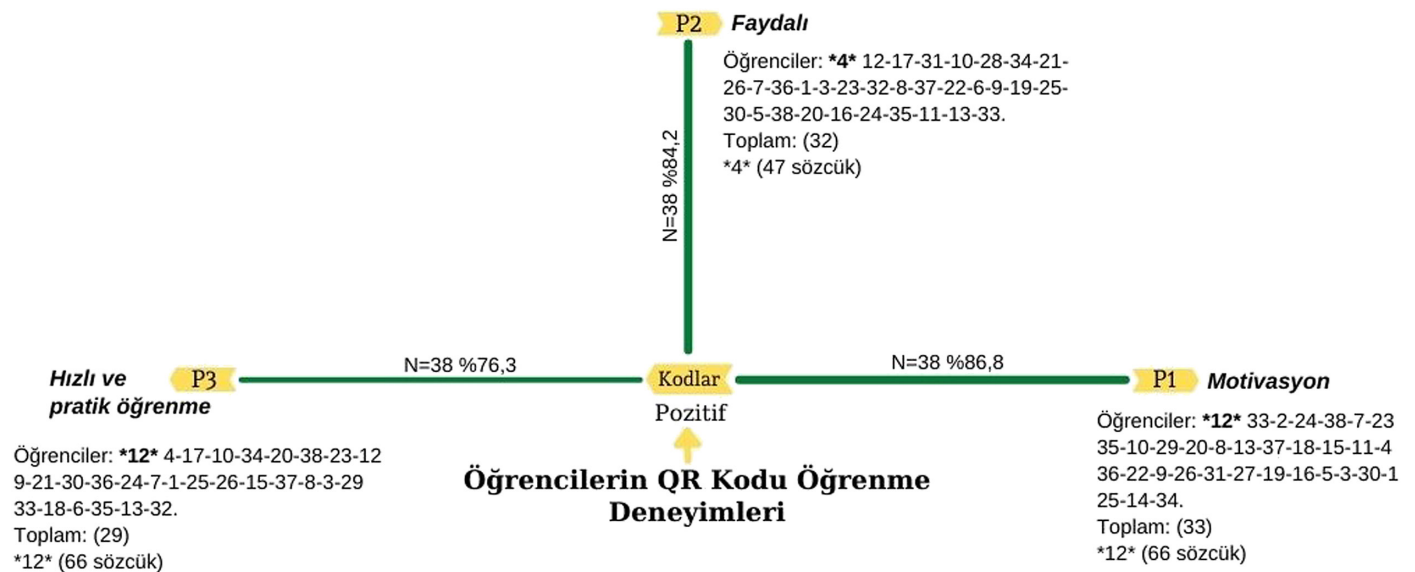 P2 Faydalı
Öğrenciler: *4* 12-17-31-10-28-34-21-
26-7-36-1-3-23-32-8-37-22-6-9-19-25-
30-5-38-20-16-24-35-11-13-33.
Toplam: (32)
*4* (47 sözcük)
N=38 %84,2
N=38 %76,3
N=38 %86,8
Hızlı ve
pratik öğrenme
P3
Kodlar
P1 Motivasyon
Pozitif
Öğrenciler: *12* 4-17-10-34-20-38-23-12
9-21-30-36-24-7-1-25-26-15-37-8-3-29
33-18-6-35-13-32.
Toplam: (29)
*12* (66 sözcük)
Öğrencilerin QR Kodu Öğrenme
Deneyimleri
Öğrenciler: *12* 33-2-24-38-7-23
35-10-29-20-8-13-37-18-15-11-4
36-22-9-26-31-27-19-16-5-3-30-1
25-14-34.
Toplam: (33)
*12* (66 sözcük)